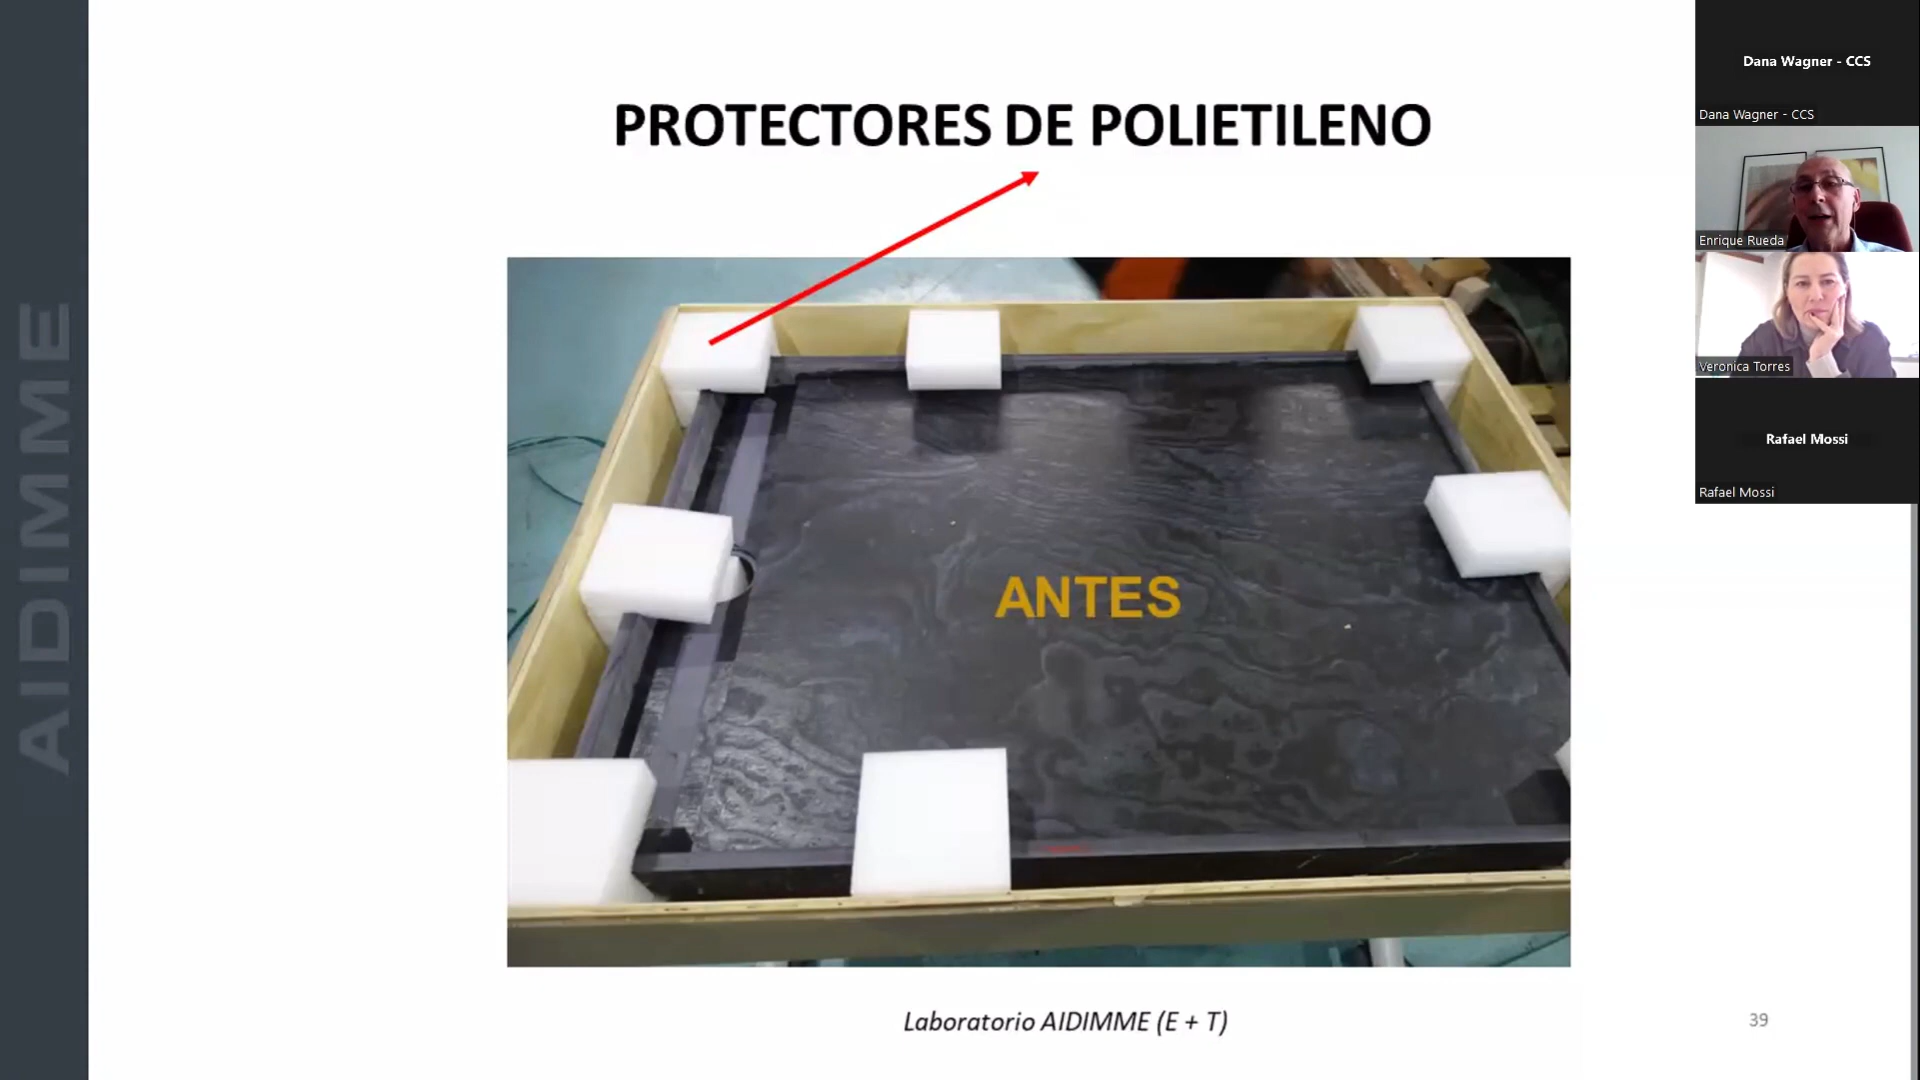 AIDIMME
PROTECTORES DE POLIETILENO
ANTES
Laboratorio AIDIMME (E + T)
39
Dana Wagner - CCS
Dana Wagner - CCS
Enrique Rueda
Veronica Torres
Rafael Mossi
Rafael Mossi